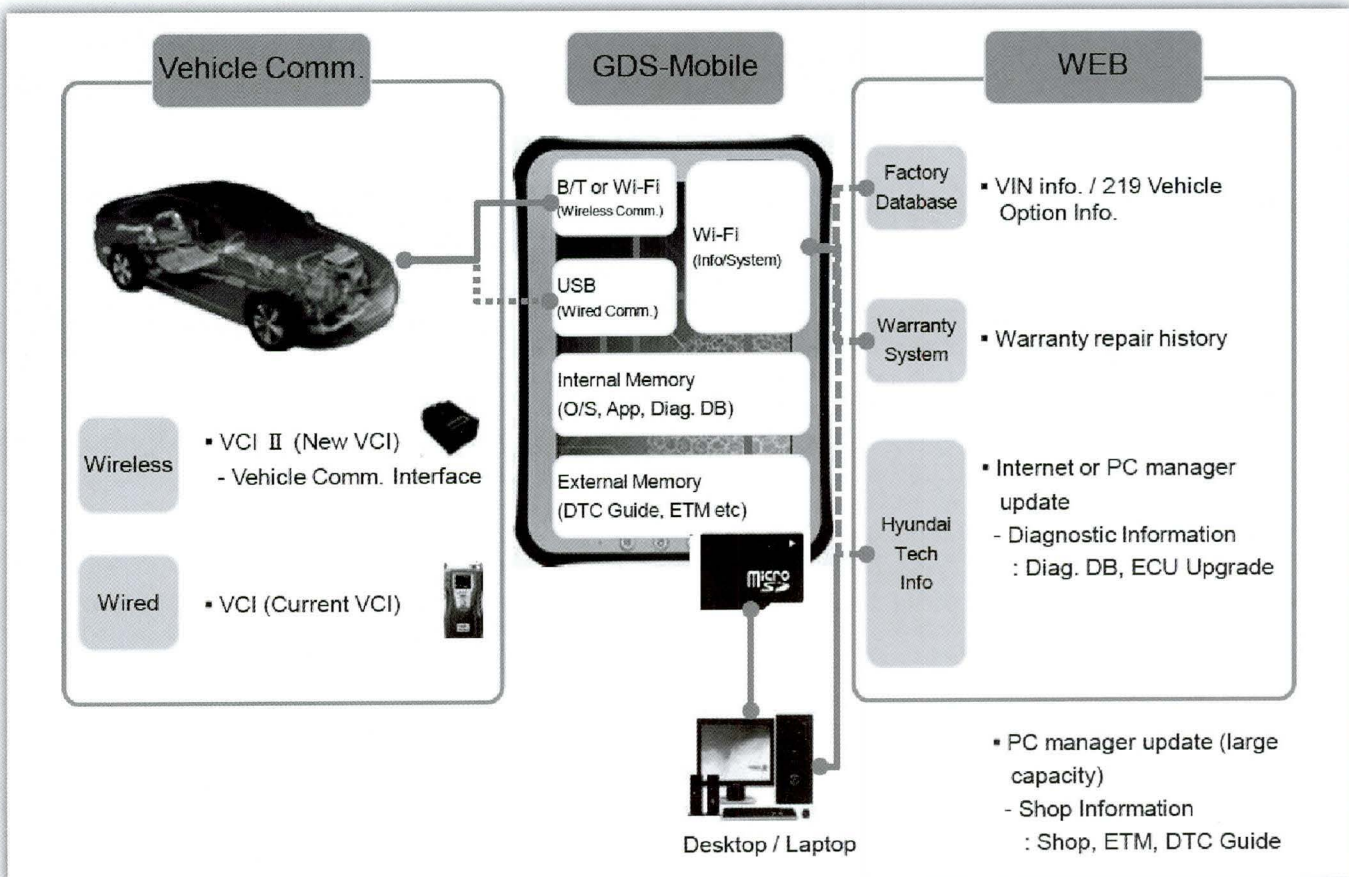 Vehicle Comm.
GDS-Mobile
WEB
B/T or Wi-Fi
(Wireless Comm.)
Wi-Fi
(Info/System)
USB
(Wired Comm.)
Internal Memory
(O/S, App, Diag. DB)
External Memory
(DTC Guide, ETM etc)
Micro
SD
Wireless
▪ VCI Ⅱ (New VCI)
- Vehicle Comm. Interface
Wired
▪ VCI (Current VCI)
Factory
Database
▪ VIN info. / 219 Vehicle
Option Info.
Warranty
System
▪ Warranty repair history
Hyundai
Tech
Info
▪ Internet or PC manager
update
- Diagnostic Information
: Diag. DB, ECU Upgrade
Desktop / Laptop
▪ PC manager update (large
capacity)
- Shop Information
: Shop, ETM, DTC Guide